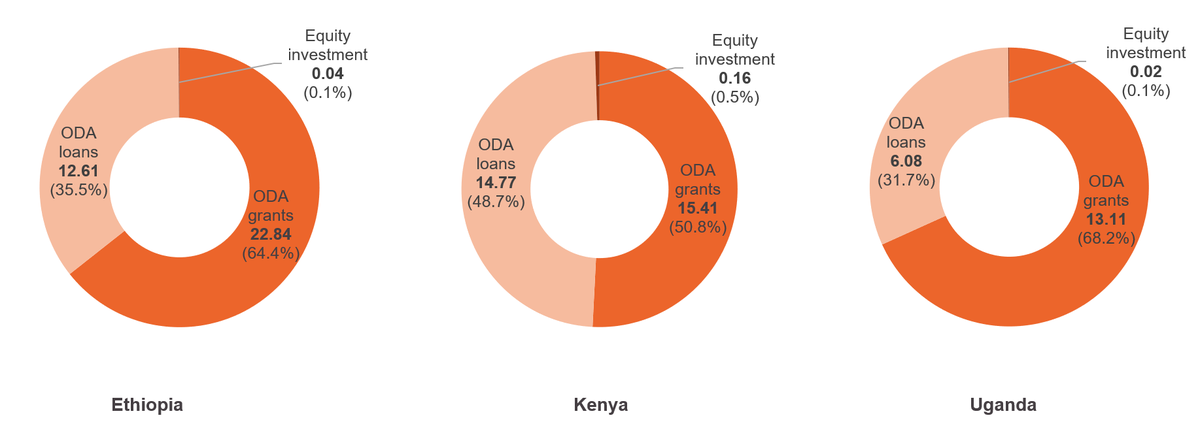 Equity
investment
0.04
(0.1%)
ODA
loans
12.61
(35.5%)
ODA
grants
22.84
(64.4%)
Ethiopia
Equity
investment
0.16
(0.5%)
ODA
loans
14.77
(48.7%)
ODA
grants
15.41
(50.8%)
Kenya
Equity
investment
0.02
(0.1%)
ODA
loans
6.08
(31.7%)
ODA
grants
13.11
(68.2%)
Uganda